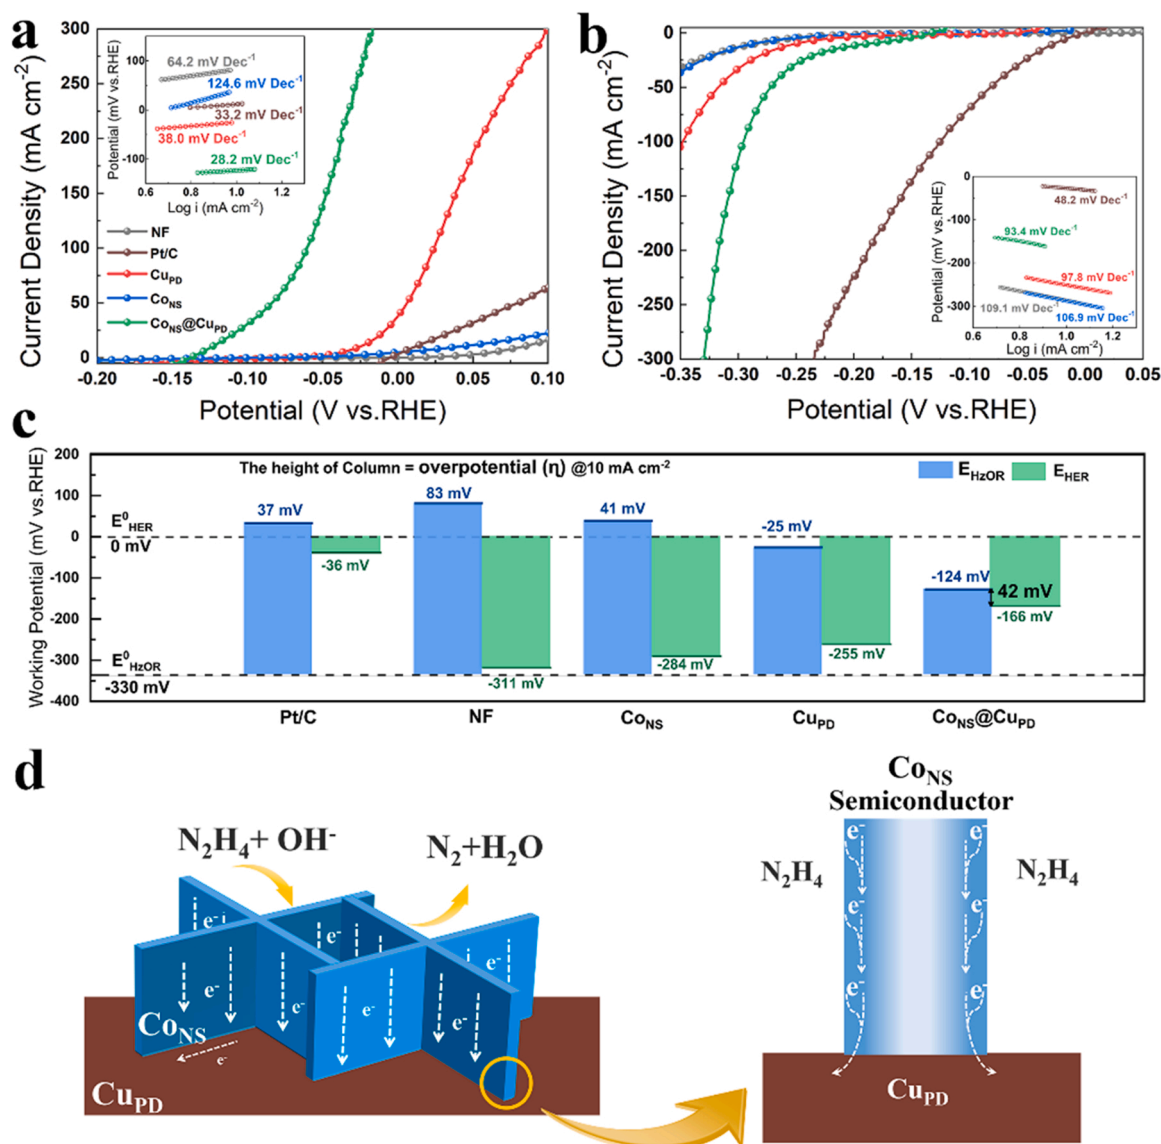 a
300
250
200
150
100
50
0
-0.20
-0.15
-0.10
-0.05
0.00
0.05
0.10
Current Density (mA cm-2)
Potential (V vs.RHE)
100
0
-100
0.6
0.8
1.0
1.2
Potential (mV vs.RHE)
Log i (mA cm-2)
64.2 mV Dec-1
124.6 mV Dec-1
33.2 mV Dec-1
38.0 mV Dec-1
28.2 mV Dec-1
NF
Pt/C
CuPD
CoNS
CoNS@CuPD
b
0
-50
-100
-150
-200
-250
-300
-0.35
-0.30
-0.25
-0.20
-0.15
-0.10
-0.05
0.00
0.05
Current Density (mA cm-2)
Potential (V vs.RHE)
0
-100
-200
-300
0.6
0.8
1.0
1.2
Potential (mV vs.RHE)
Log i (mA cm-2)
48.2 mV Dec-1
93.4 mV Dec-1
97.8 mV Dec-1
109.1 mV Dec-1
106.9 mV Dec-1
c
Working Potential (mV vs.RHE)
200
100
0
-100
-200
-300
-400
The height of Column = overpotential (η) @10 mA cm-2
EHzOR
EHER
E0HER
0 mV
E0HzOR
-330 mV
37 mV
-36 mV
83 mV
-311 mV
41 mV
-284 mV
-25 mV
-255 mV
-124 mV
42 mV
-166 mV
Pt/C
NF
CoNS
CuPD
CoNS@CuPD
d
N2H4+ OH-
N2+H2O
e-
e-
e-
e-
e-
e-
e-
e-
e-
CoNS
e-
CuPD
CoNS
Semiconductor
N2H4
N2H4
e-
e-
e-
e-
e-
e-
CuPD